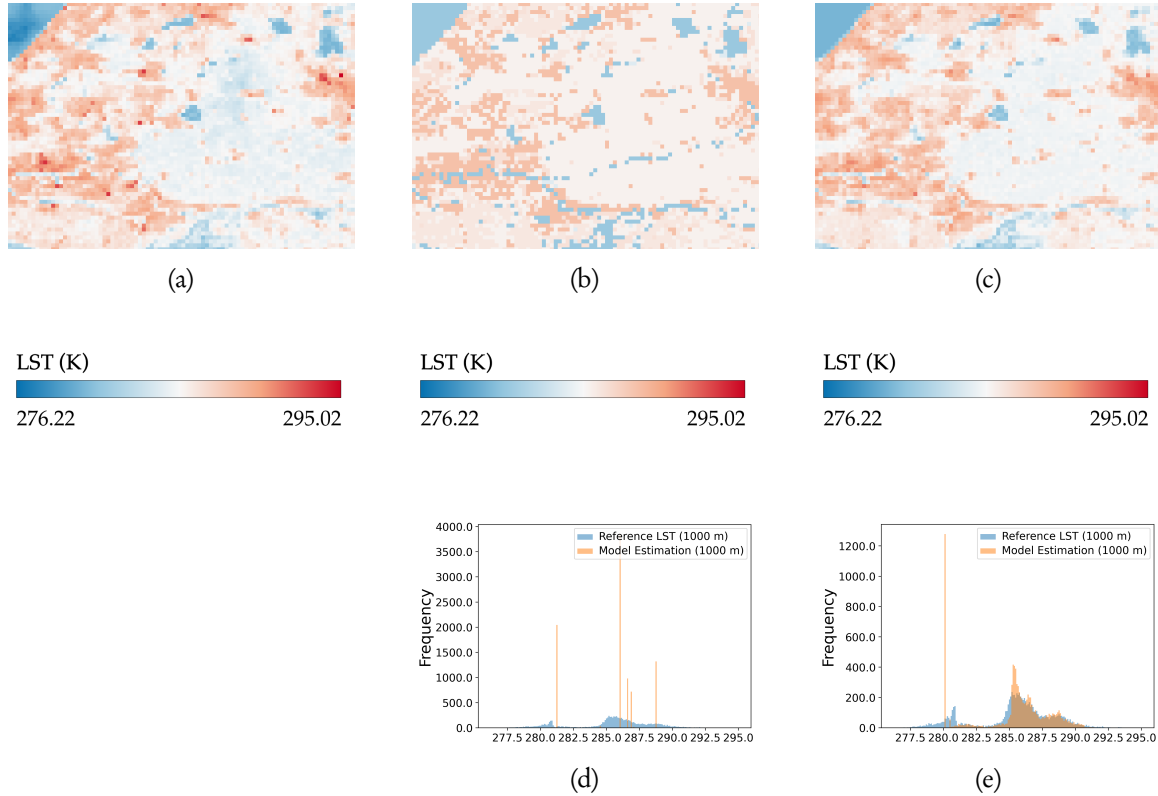 (a)
(b)
(c)
LST (K)
276.22 295.02
LST (K)
276.22 295.02
LST (K)
276.22 295.02
4000.0
3500.0
3000.0
2500.0
2000.0
1500.0
1000.0
500.0
0.0
Frequency
Reference LST (1000 m)
Model Estimation (1000 m)
277.5 280.0 282.5 285.0 287.5 290.0 292.5 295.0
(d)
1200.0
1000.0
800.0
600.0
400.0
200.0
0.0
Frequency
Reference LST (1000 m)
Model Estimation (1000 m)
277.5 280.0 282.5 285.0 287.5 290.0 292.5 295.0
(e)